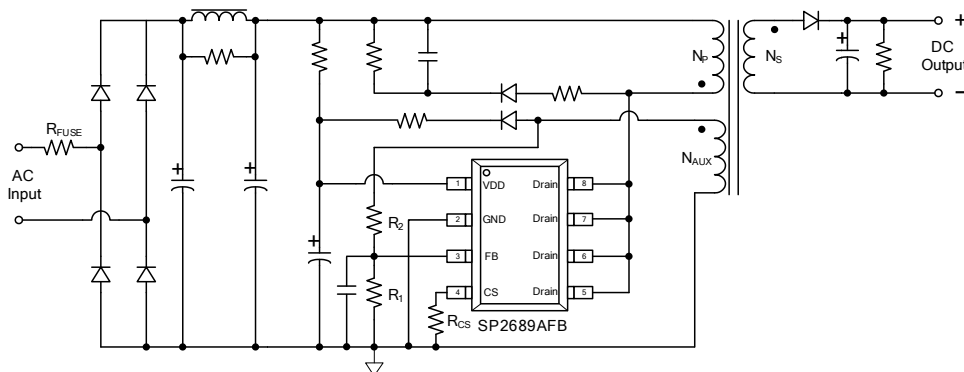 +
+
N_P
N_S
+
+
DC
Output
−
R_FUSE
AC
Input
+
+
N_AUX
1 VDD Drain 8
2 GND Drain 7
R_2
3 FB Drain 6
+
4 CS Drain 5
R_1
R_CS
SP2689AFB